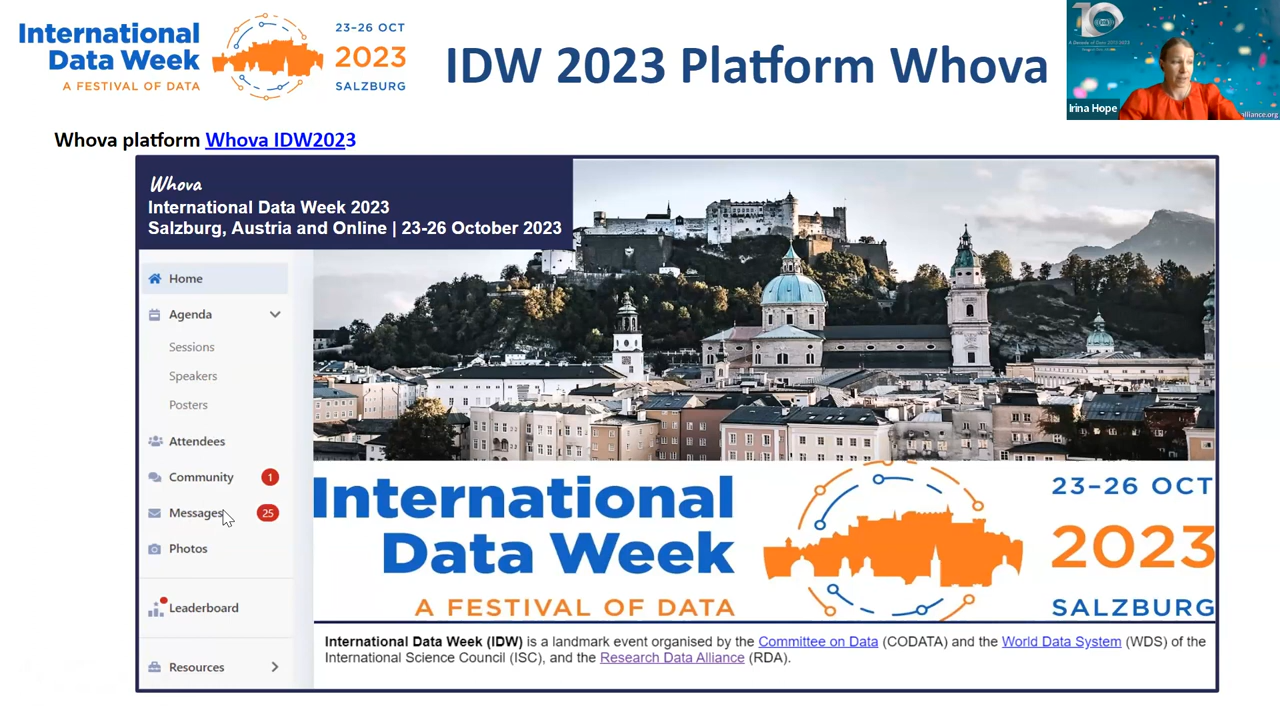 International
Data Week
A FESTIVAL OF DATA
23–26 OCT
2023
SALZBURG
IDW 2023 Platform Whova
Irina Hope
alliance.org
Whova platform Whova IDW2023
Whova
International Data Week 2023
Salzburg, Austria and Online | 23-26 October 2023
Home
Agenda
Sessions
Speakers
Posters
Attendees
Community 1
Messages 25
Photos
Leaderboard
Resources
International
Data Week
A FESTIVAL OF DATA
23–26 OCT
2023
SALZBURG
International Data Week (IDW) is a landmark event organised by the Committee on Data (CODATA) and the World Data System (WDS) of the
International Science Council (ISC), and the Research Data Alliance (RDA).